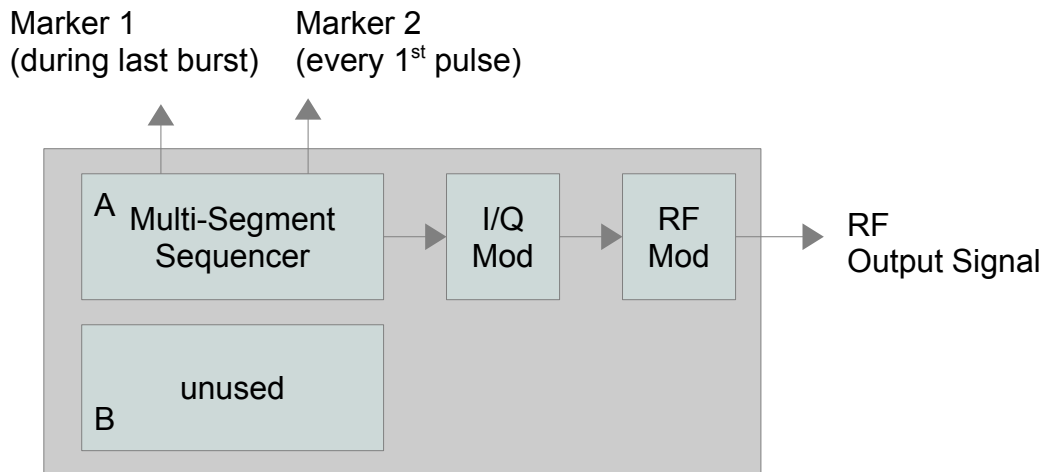 Marker 1
(during last burst)
Marker 2
(every 1st pulse)
A
Multi-Segment
Sequencer
I/Q
Mod
RF
Mod
RF
Output Signal
unused
B